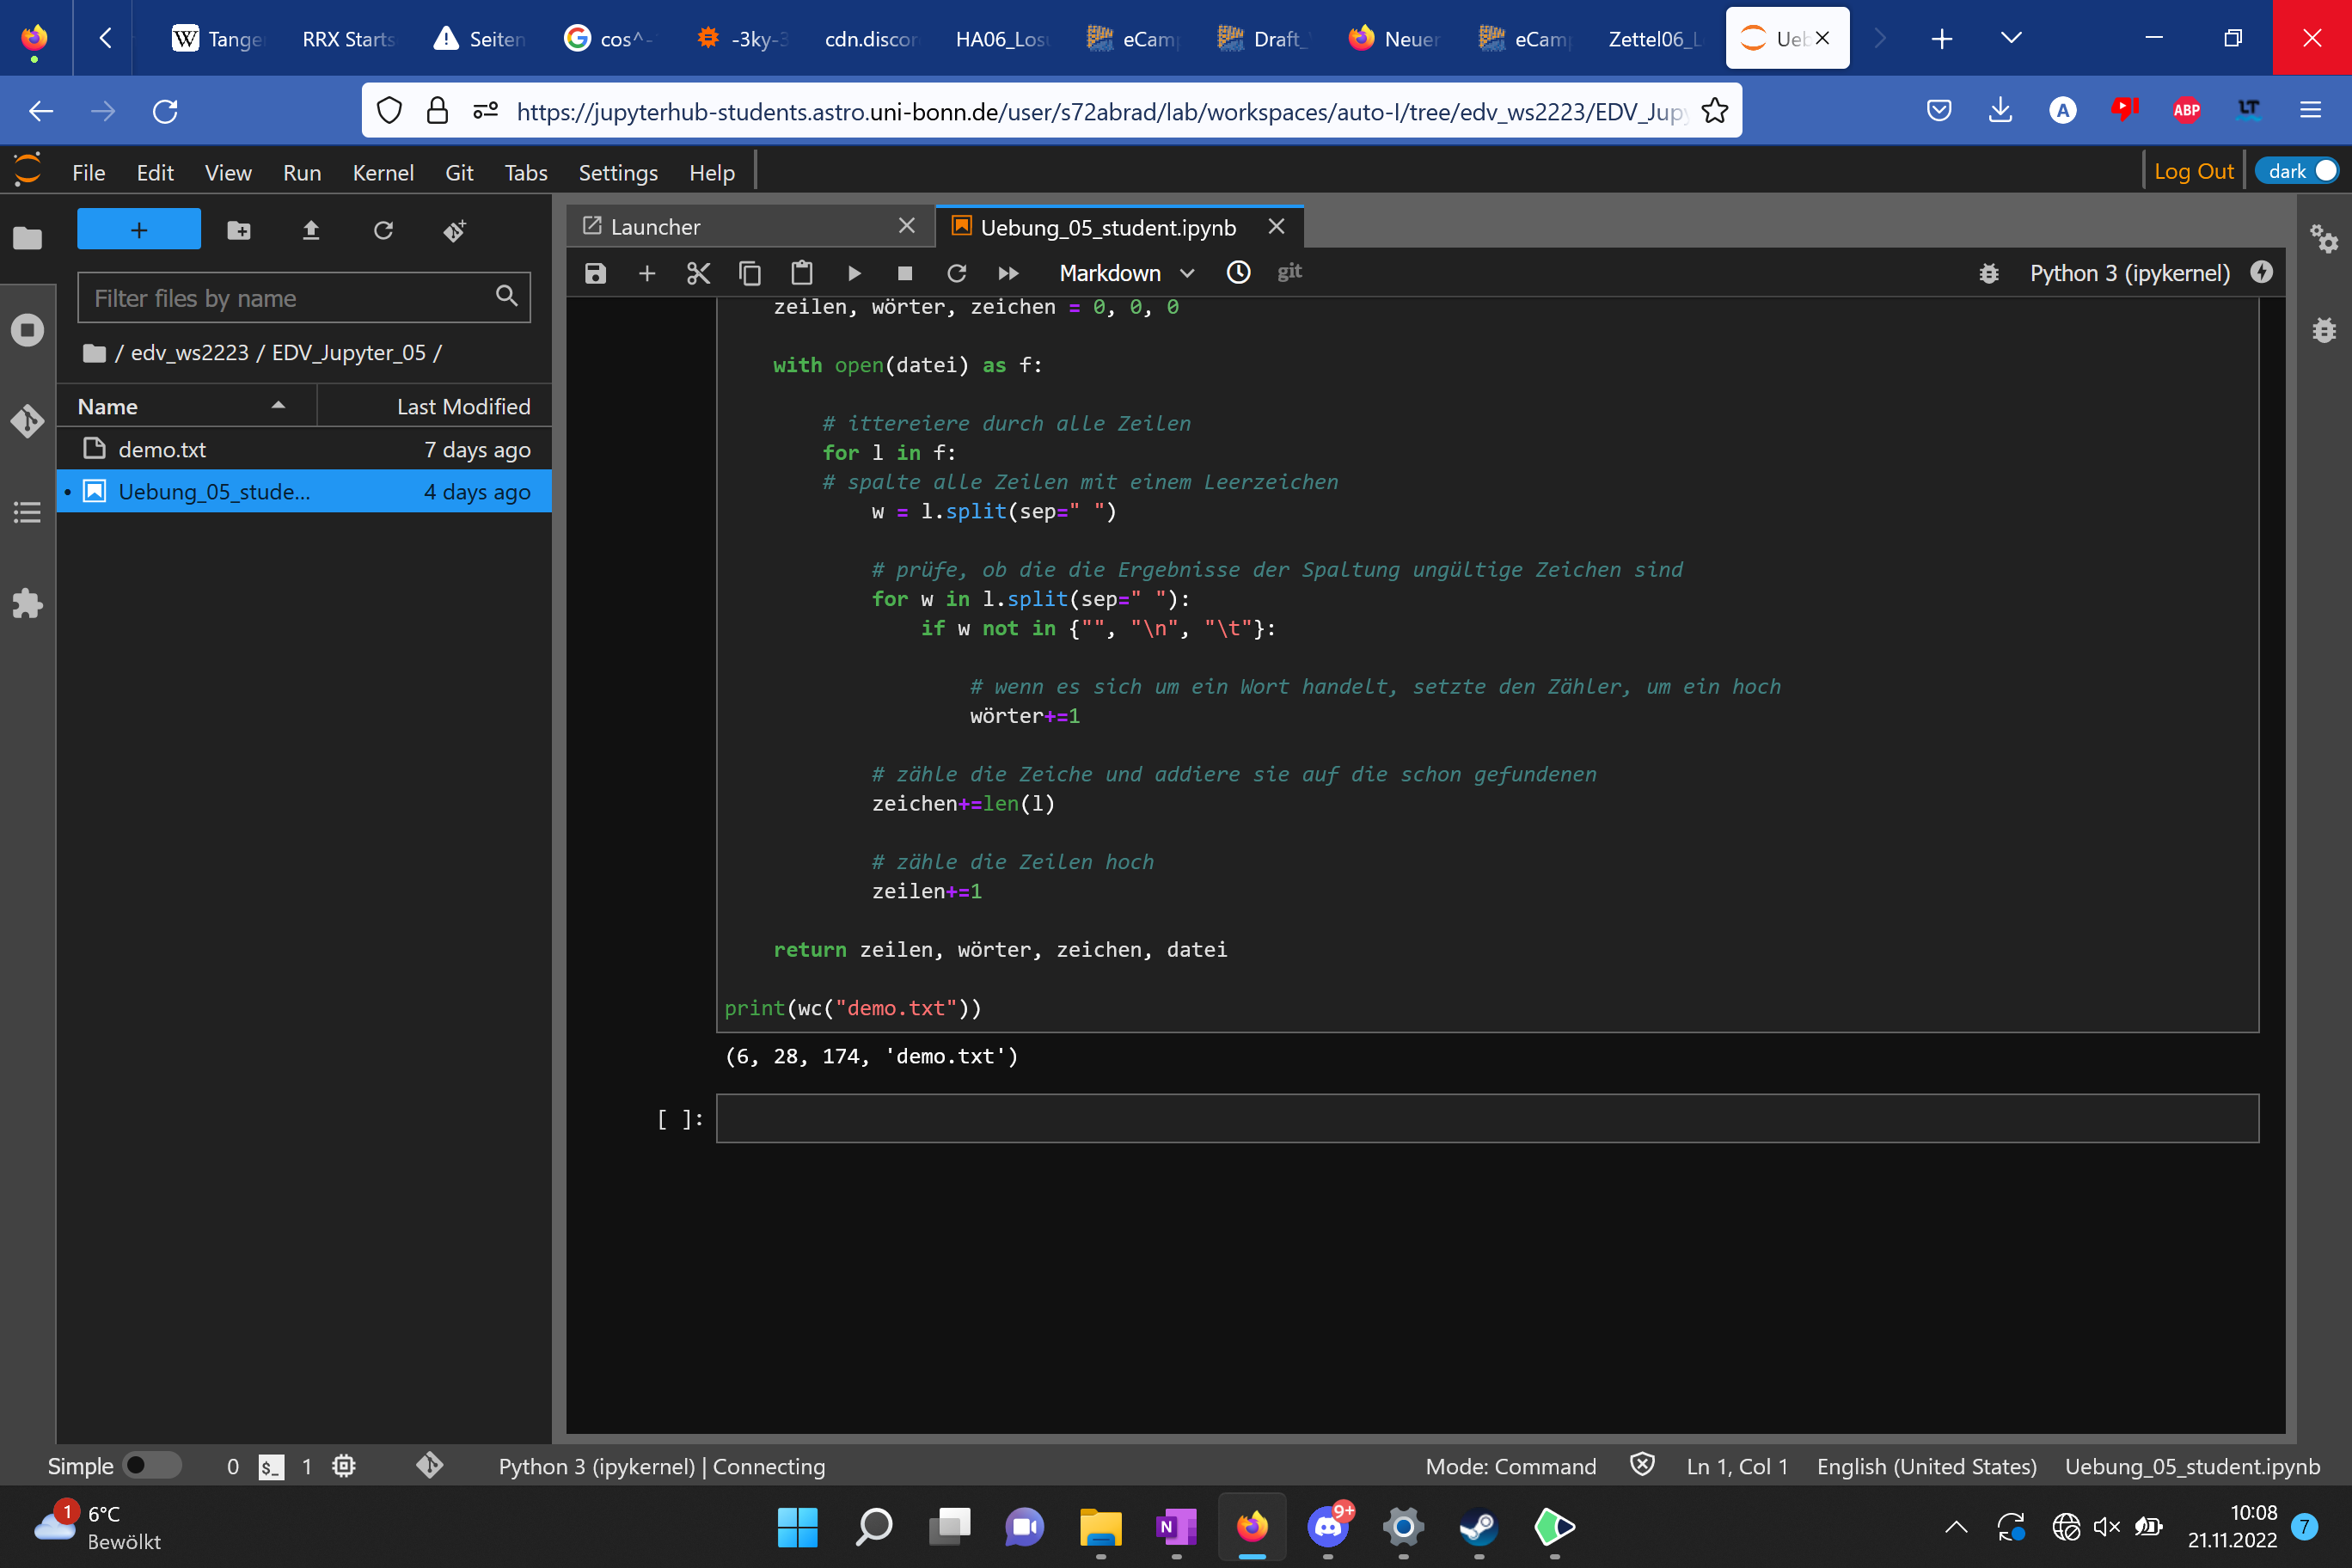 Tange
RRX Starts
Seiten
cos^-
-3ky-3
cdn.discor
HA06_Losu
eCamp
Draft_
Neuer
eCamp
Zettel06_L
Ueb
https://jupyterhub-students.astro.uni-bonn.de/user/s72abrad/lab/workspaces/auto-l/tree/edv_ws2223/EDV_Jupy
ABP
LT
File Edit View Run Kernel Git Tabs Settings Help
Log Out
dark
Launcher
Uebung_05_student.ipynb
Markdown
git
Python 3 (ipykernel)
Filter files by name
/ edv_ws2223 / EDV_Jupyter_05 /
Name Last Modified
demo.txt 7 days ago
Uebung_05_stude... 4 days ago
zeilen, wörter, zeichen = 0, 0, 0
with open(datei) as f:
# ittereiere durch alle Zeilen
for l in f:
# spalte alle Zeilen mit einem Leerzeichen
w = l.split(sep=" ")
# prüfe, ob die die Ergebnisse der Spaltung ungültige Zeichen sind
for w in l.split(sep=" "):
if w not in {"", "\n", "\t"}:
# wenn es sich um ein Wort handelt, setzte den Zähler, um ein hoch
wörter+=1
# zähle die Zeiche und addiere sie auf die schon gefundenen
zeichen+=len(l)
# zähle die Zeilen hoch
zeilen+=1
return zeilen, wörter, zeichen, datei
print(wc("demo.txt"))
(6, 28, 174, 'demo.txt')
[ ]:
Simple 0 $_ 1 Python 3 (ipykernel) | Connecting
Mode: Command Ln 1, Col 1 English (United States) Uebung_05_student.ipynb
1
6°C
Bewölkt
N
9+
10:08
21.11.2022
7